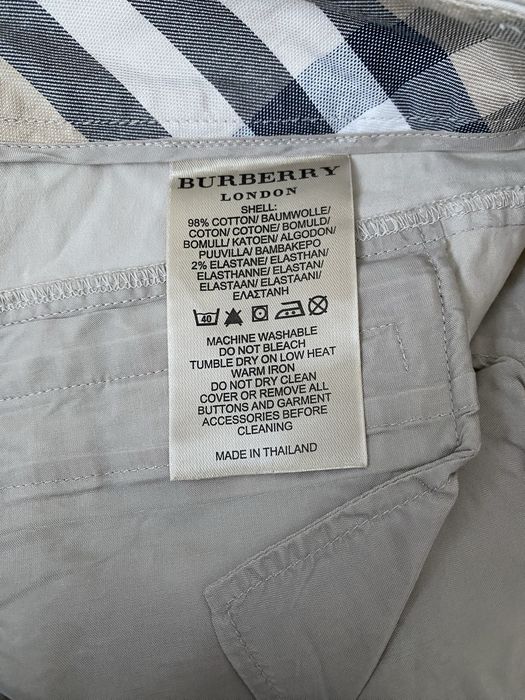 BURBERRY
LONDON
SHELL:
98% COTTON/ BAUMWOLLE/
COTON/ COTONE/ BOMULD/
BOMULL/ KATOEN/ ALGODON/
PUUVILLA/ BAMBAKEPO
2% ELASTANE/ ELASTHAN/
ELASTHANNE/ ELASTAN/
ELASTAAN/ ELASTAANI/
ΕΛΑΣΤΑΝΗ
40
MACHINE WASHABLE
DO NOT BLEACH
TUMBLE DRY ON LOW HEAT
WARM IRON
DO NOT DRY CLEAN
COVER OR REMOVE ALL
BUTTONS AND GARMENT
ACCESSORIES BEFORE
CLEANING
MADE IN THAILAND